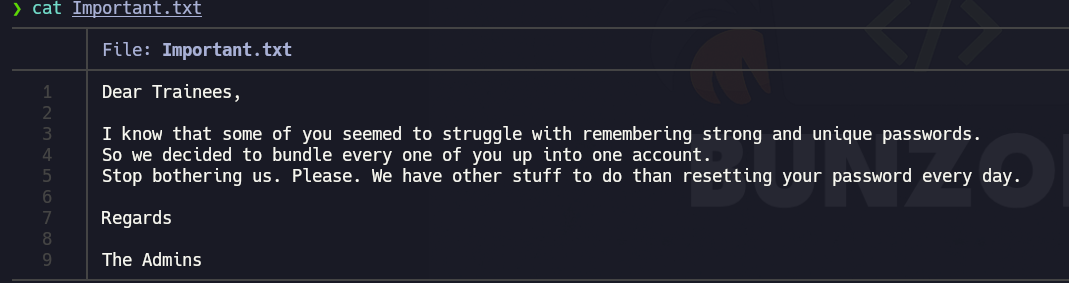 ❯ cat Important.txt
File: Important.txt
1 Dear Trainees,
2
3 I know that some of you seemed to struggle with remembering strong and unique passwords.
4 So we decided to bundle every one of you up into one account.
5 Stop bothering us. Please. We have other stuff to do than resetting your password every day.
6
7 Regards
8
9 The Admins
</>
BUNZO